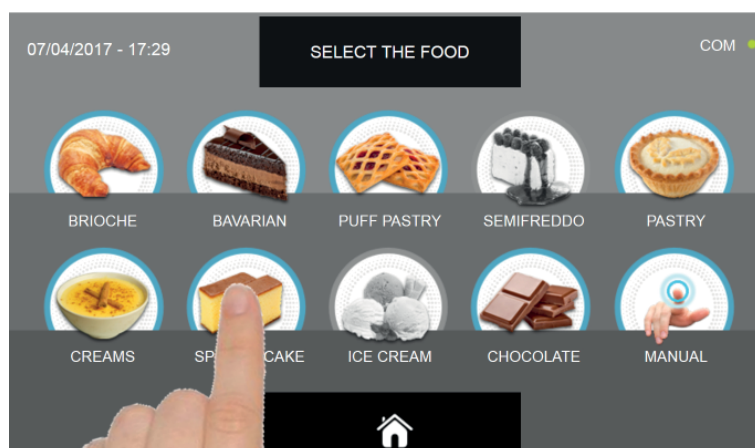 07/04/2017 - 17:29
SELECT THE FOOD
COM
BRIOCHE
BAVARIAN
PUFF PASTRY
SEMIFREDDO
PASTRY
CREAMS
CAKE
ICE CREAM
CHOCOLATE
MANUAL